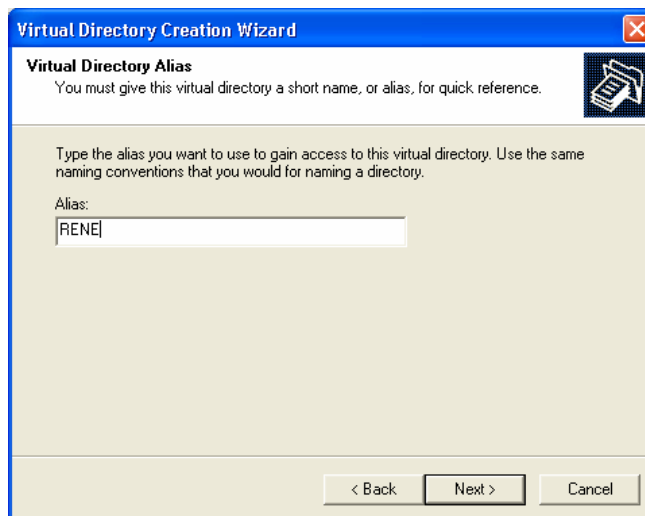 Virtual Directory Creation Wizard
Virtual Directory Alias
You must give this virtual directory a short name, or alias, for quick reference.
Type the alias you want to use to gain access to this virtual directory. Use the same
naming conventions that you would for naming a directory.
Alias:
RENE
< Back Next > Cancel